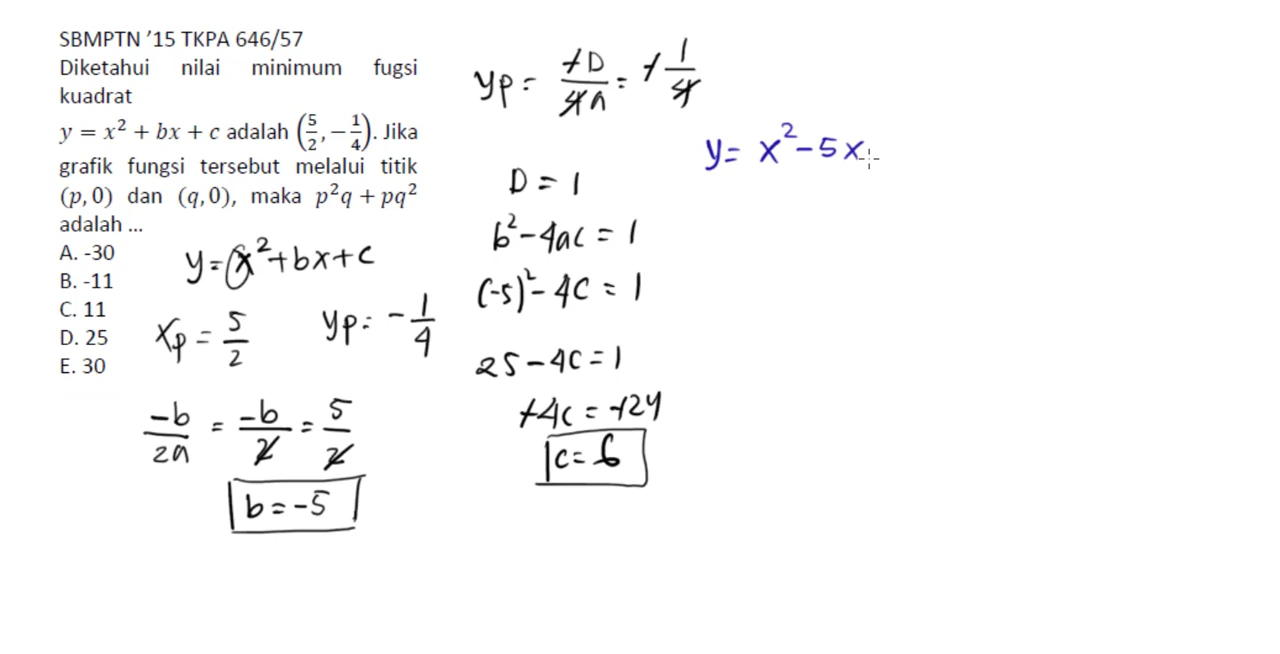 SBMPTN '15 TKPA 646/57
Diketahui nilai minimum fugsi
kuadrat
y = x² + bx + c adalah (5/2, −1/4). Jika
grafik fungsi tersebut melalui titik
(p, 0) dan (q, 0), maka p²q + pq²
adalah ...
A. -30
B. -11
C. 11
D. 25
E. 30
y = x² + bx + c
xp = 5/2
yp = -1/4
-b/2a = -b/2 = 5/2
b = -5
yp = +D/4a = +1/4
D = 1
b² - 4ac = 1
(-5)² - 4c = 1
25 - 4c = 1
+4c = +24
c = 6
y = x² - 5x